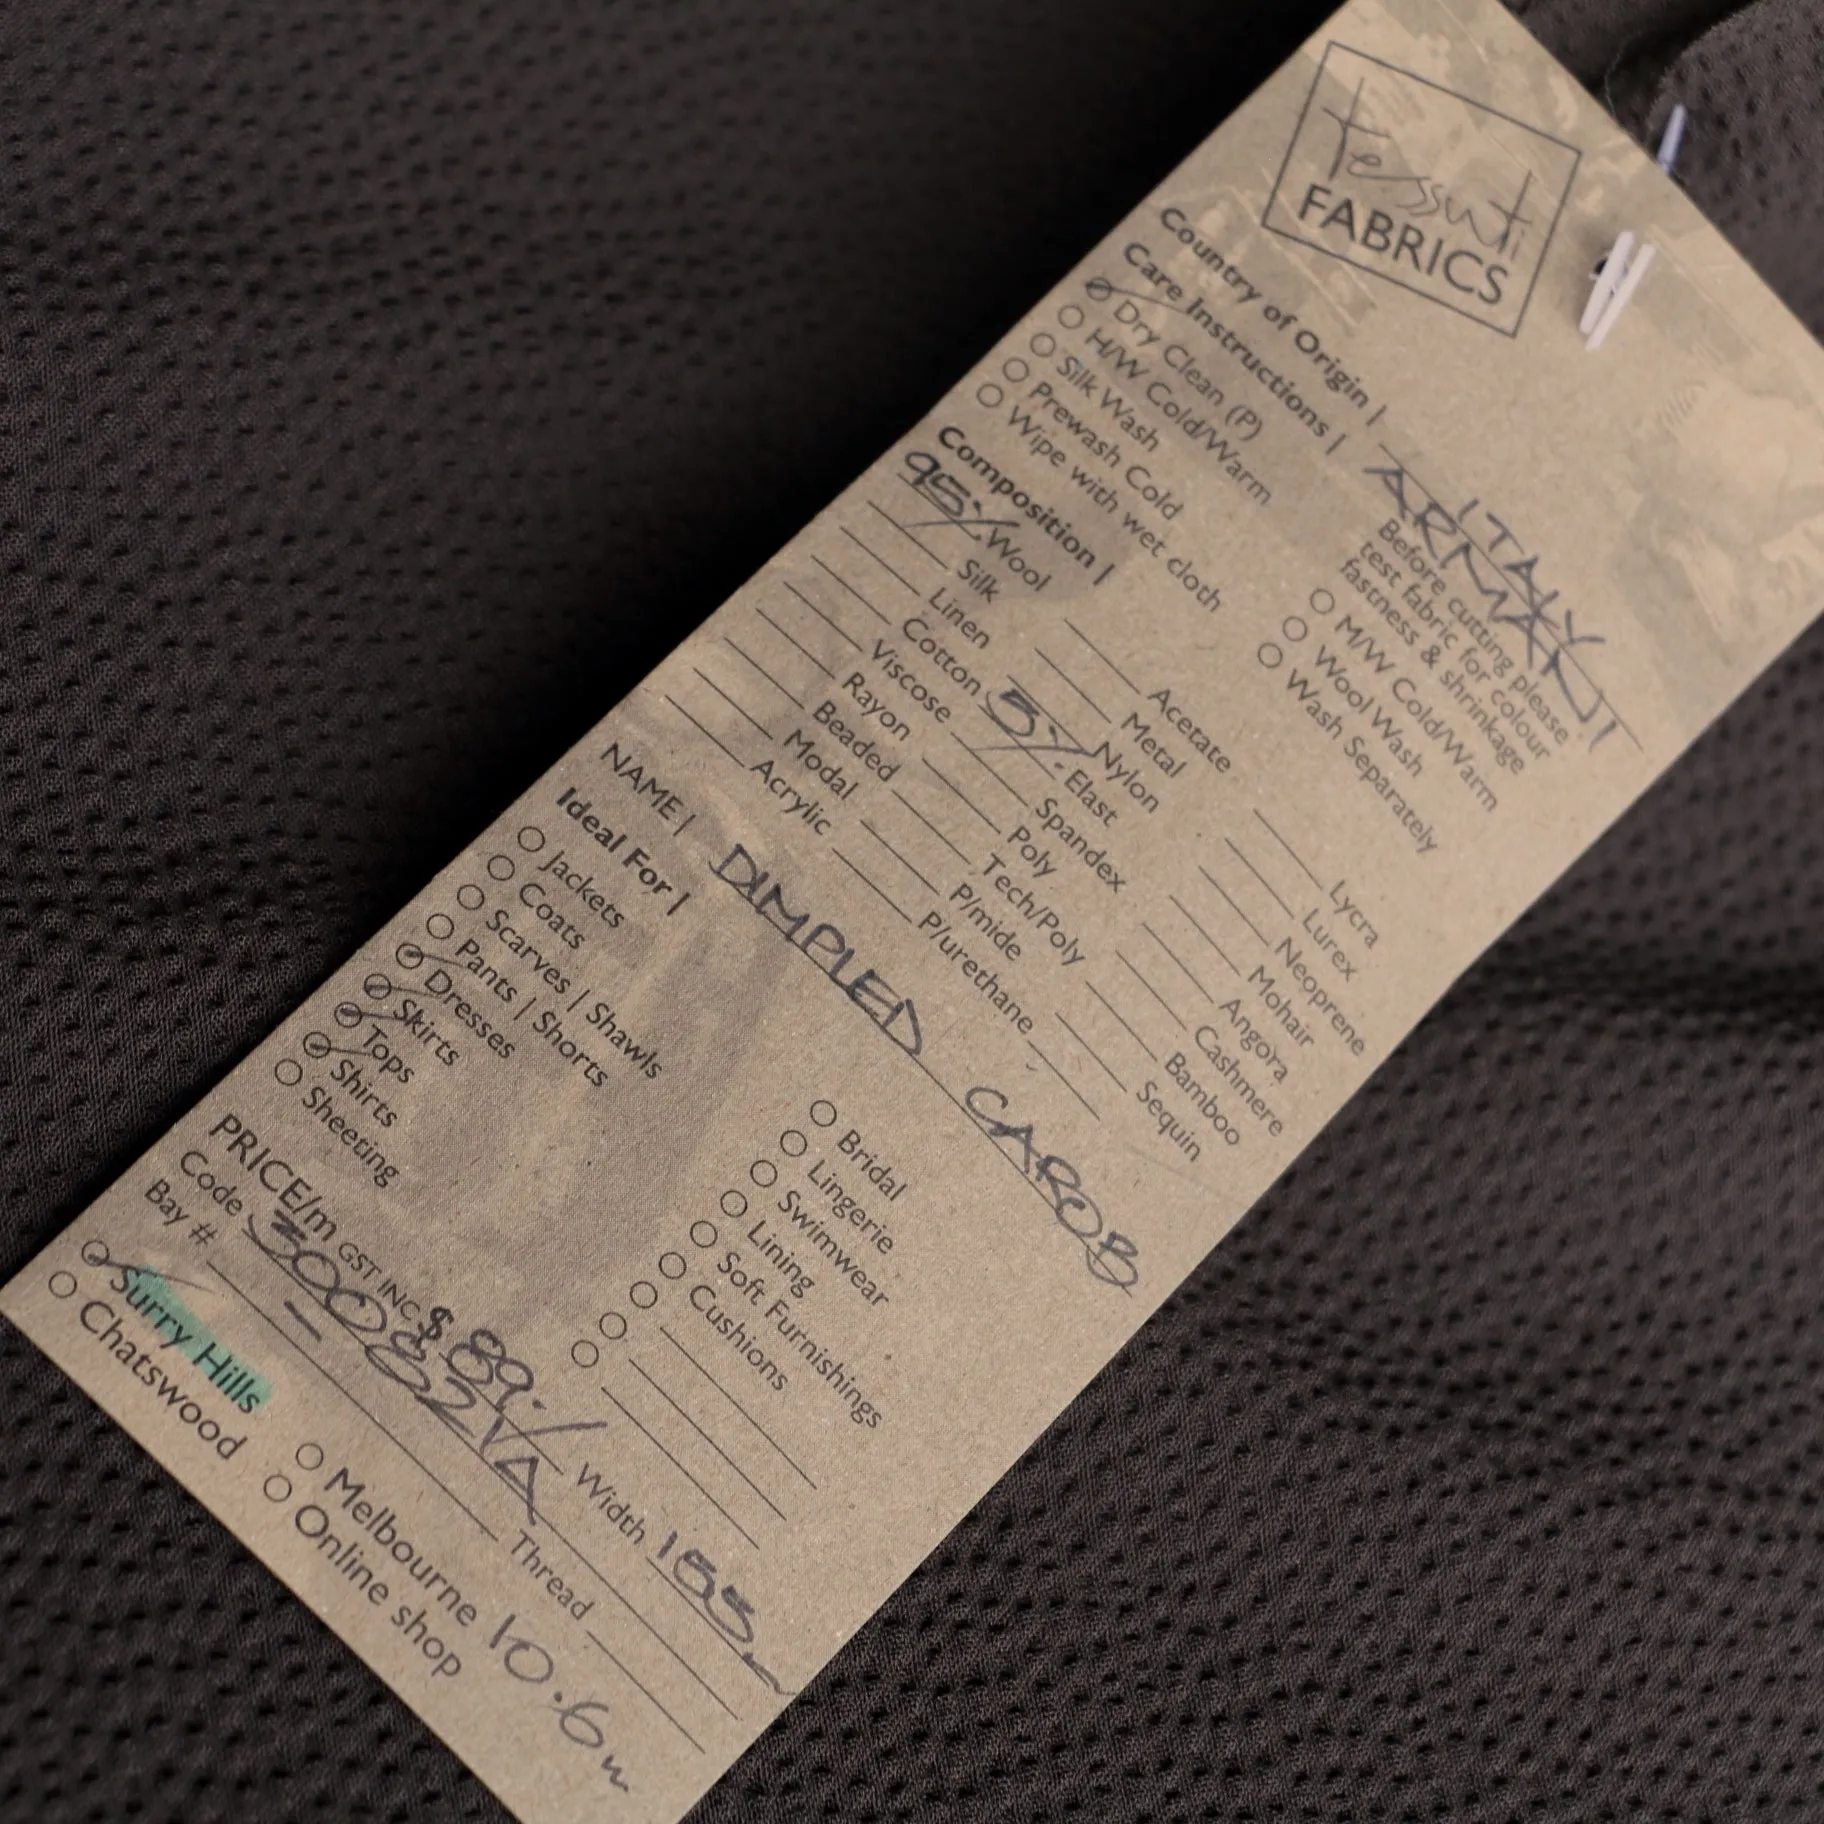 tessuti
FABRICS
Country of Origin | ITALY
Care Instructions | ARMANI
Dry Clean (P)
H/W Cold/Warm
Silk Wash
Prewash Cold
Wipe with wet cloth
Before cutting please
test fabric for colour
fastness & shrinkage
M/W Cold/Warm
Wool Wash
Wash Separately
Composition |
95% Wool
Silk
Linen
Cotton
Viscose
Rayon
Beaded
Modal
Acrylic
Acetate
Metal
Nylon
5% Elast
Spandex
Poly
Tech/Poly
P/mide
P/urethane
Lycra
Lurex
Neoprene
Mohair
Angora
Cashmere
Bamboo
Sequin
NAME | DIMPLED CAROB
Ideal For |
Jackets
Coats
Scarves | Shawls
Pants | Shorts
Dresses
Skirts
Tops
Shirts
Sheeting
Bridal
Lingerie
Swimwear
Lining
Soft Furnishings
Cushions
PRICE/m GST INC. $89.- Width 155
Code 300821A
Bay # - Thread
Surry Hills
Chatswood
Melbourne
Online shop
10.6m